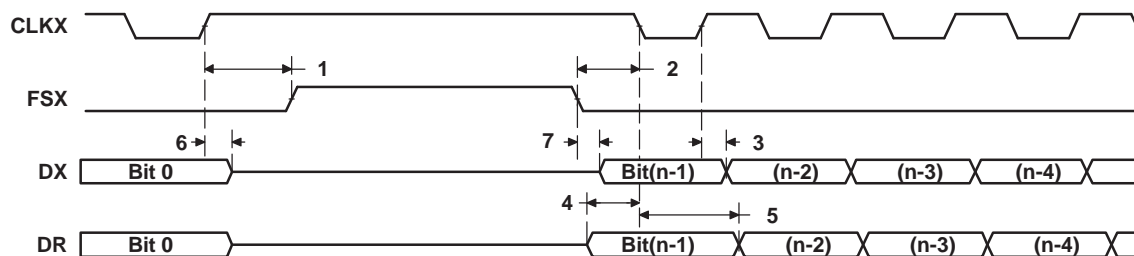 CLKX
1 2
FSX
6 7 3
DX Bit 0 Bit(n-1) (n-2) (n-3) (n-4)
4 5
DR Bit 0 Bit(n-1) (n-2) (n-3) (n-4)